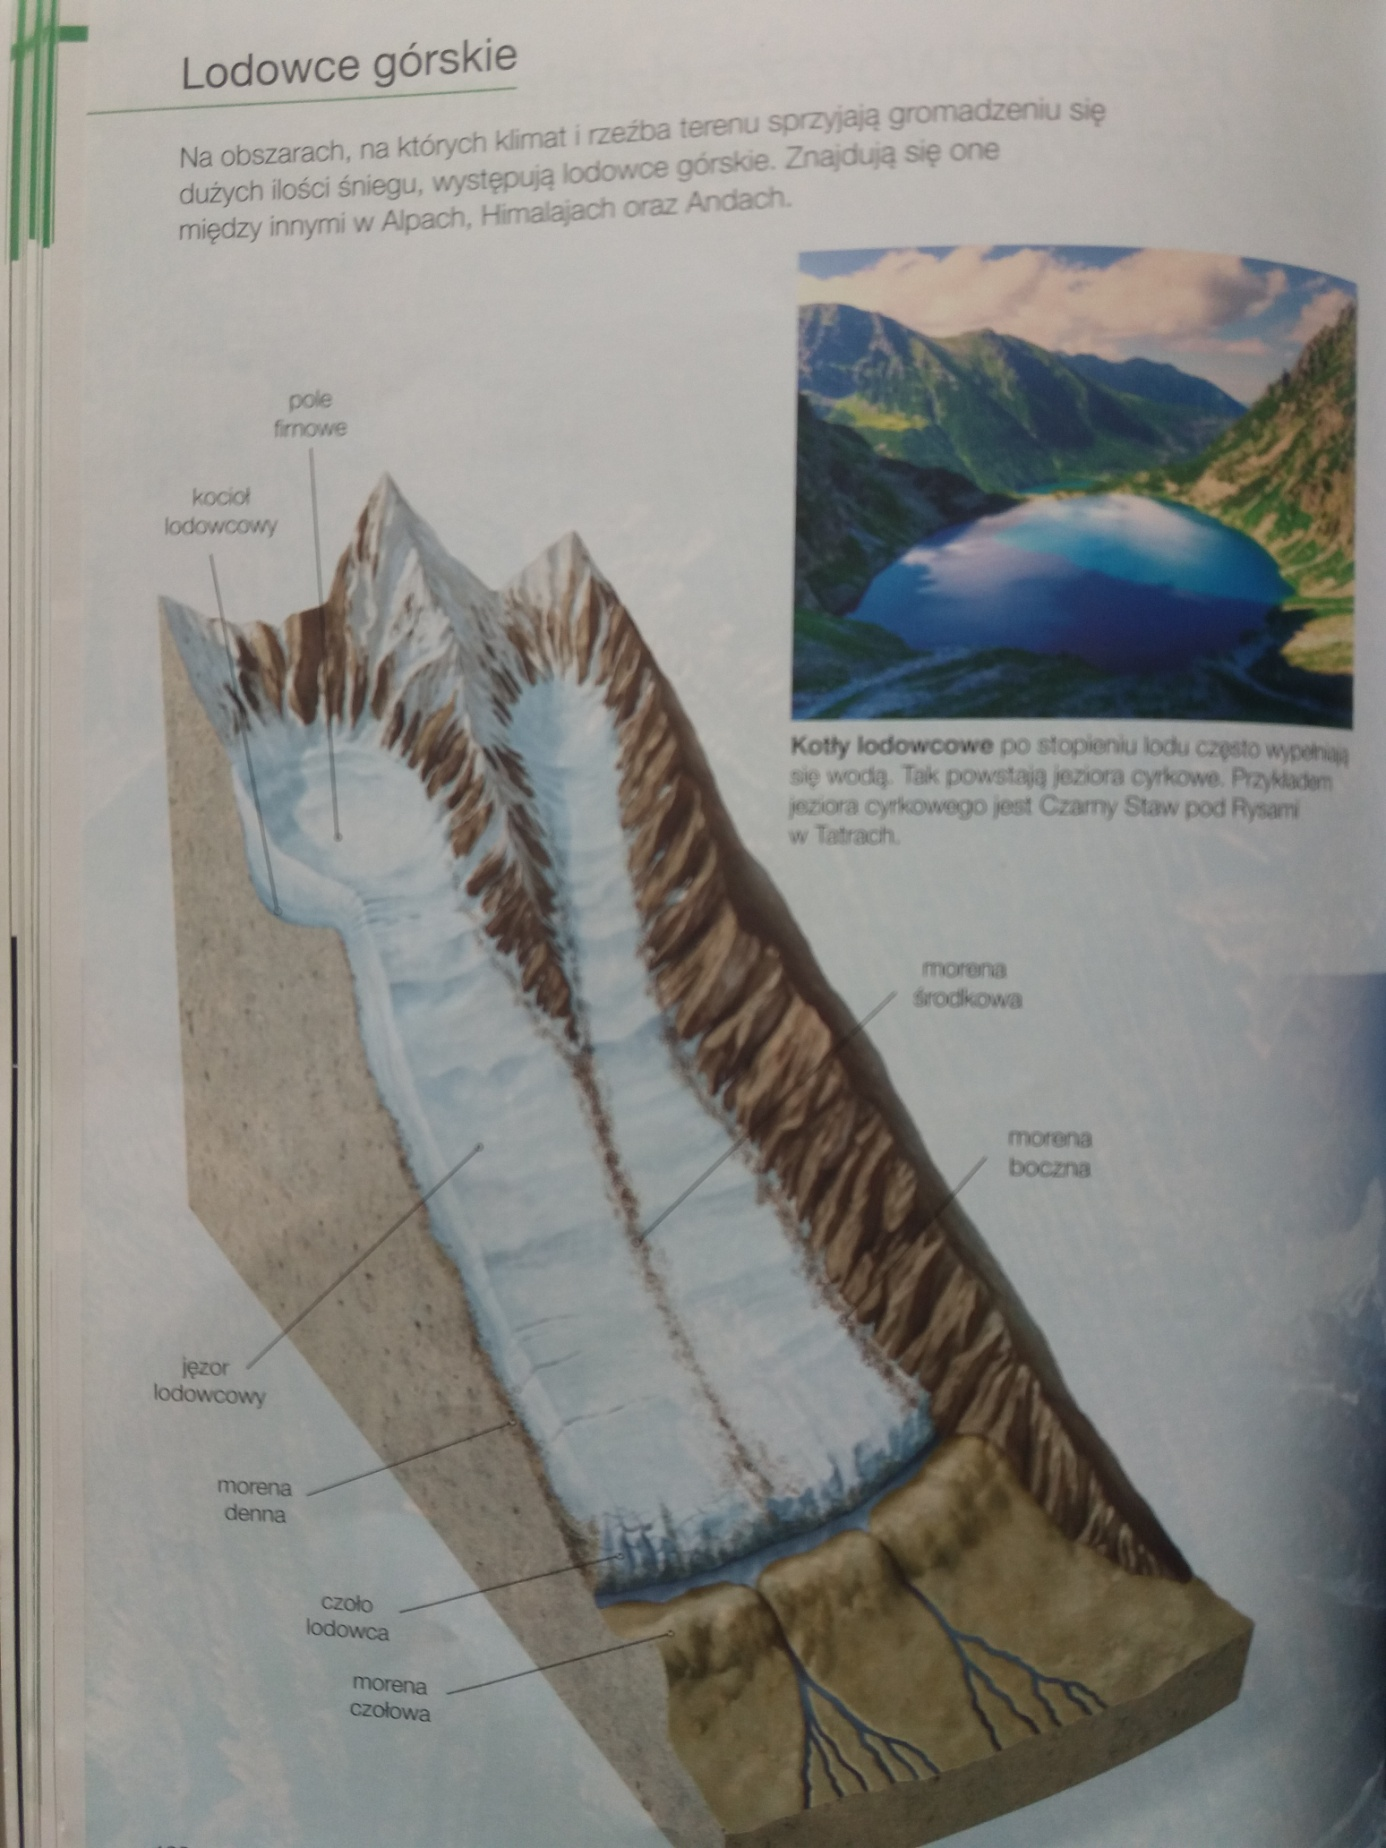 Lodowce górskie
Na obszarach, na których klimat i rzeźba terenu sprzyjają gromadzeniu się
dużych ilości śniegu, występują lodowce górskie. Znajdują się one
między innymi w Alpach, Himalajach oraz Andach.
pole
firnowe
kocioł
lodowcowy
Kotły lodowcowe po stopieniu lodu często wypełniają
się wodą. Tak powstają jeziora cyrkowe. Przykładem
jeziora cyrkowego jest Czarny Staw pod Rysami
w Tatrach.
morena
środkowa
morena
boczna
jęzor
lodowcowy
morena
denna
czoło
lodowca
morena
czołowa